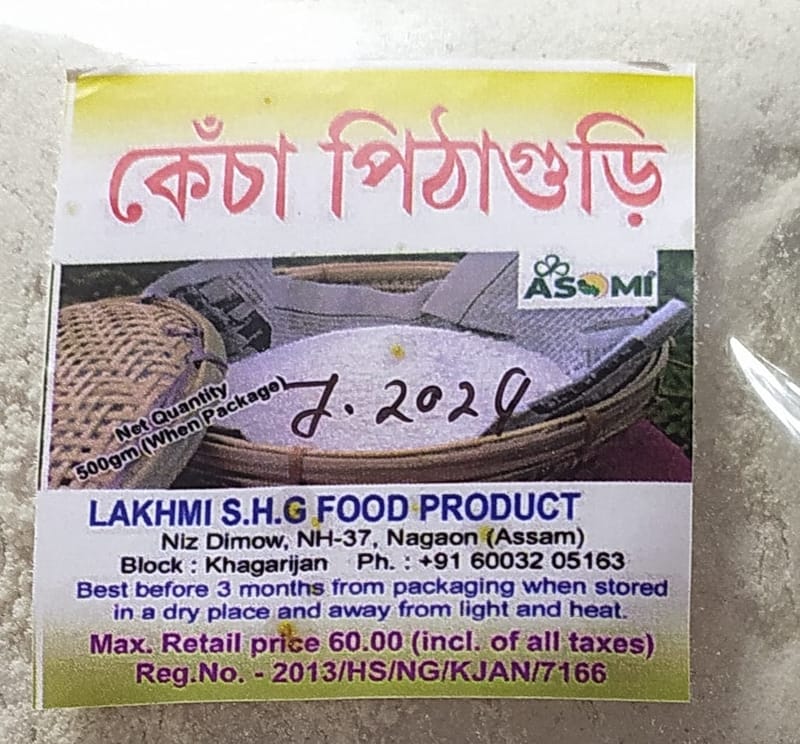 কেঁচা পিঠাগুড়ি
ASOMI
Net Quantity
500gm (When Package)
J. 2024
LAKHMI S.H.G FOOD PRODUCT
Niz Dimow, NH-37, Nagaon (Assam)
Block : Khagarijan Ph. : +91 60032 05163
Best before 3 months from packaging when stored
in a dry place and away from light and heat.
Max. Retail price 60.00 (incl. of all taxes)
Reg.No. - 2013/HS/NG/KJAN/7166